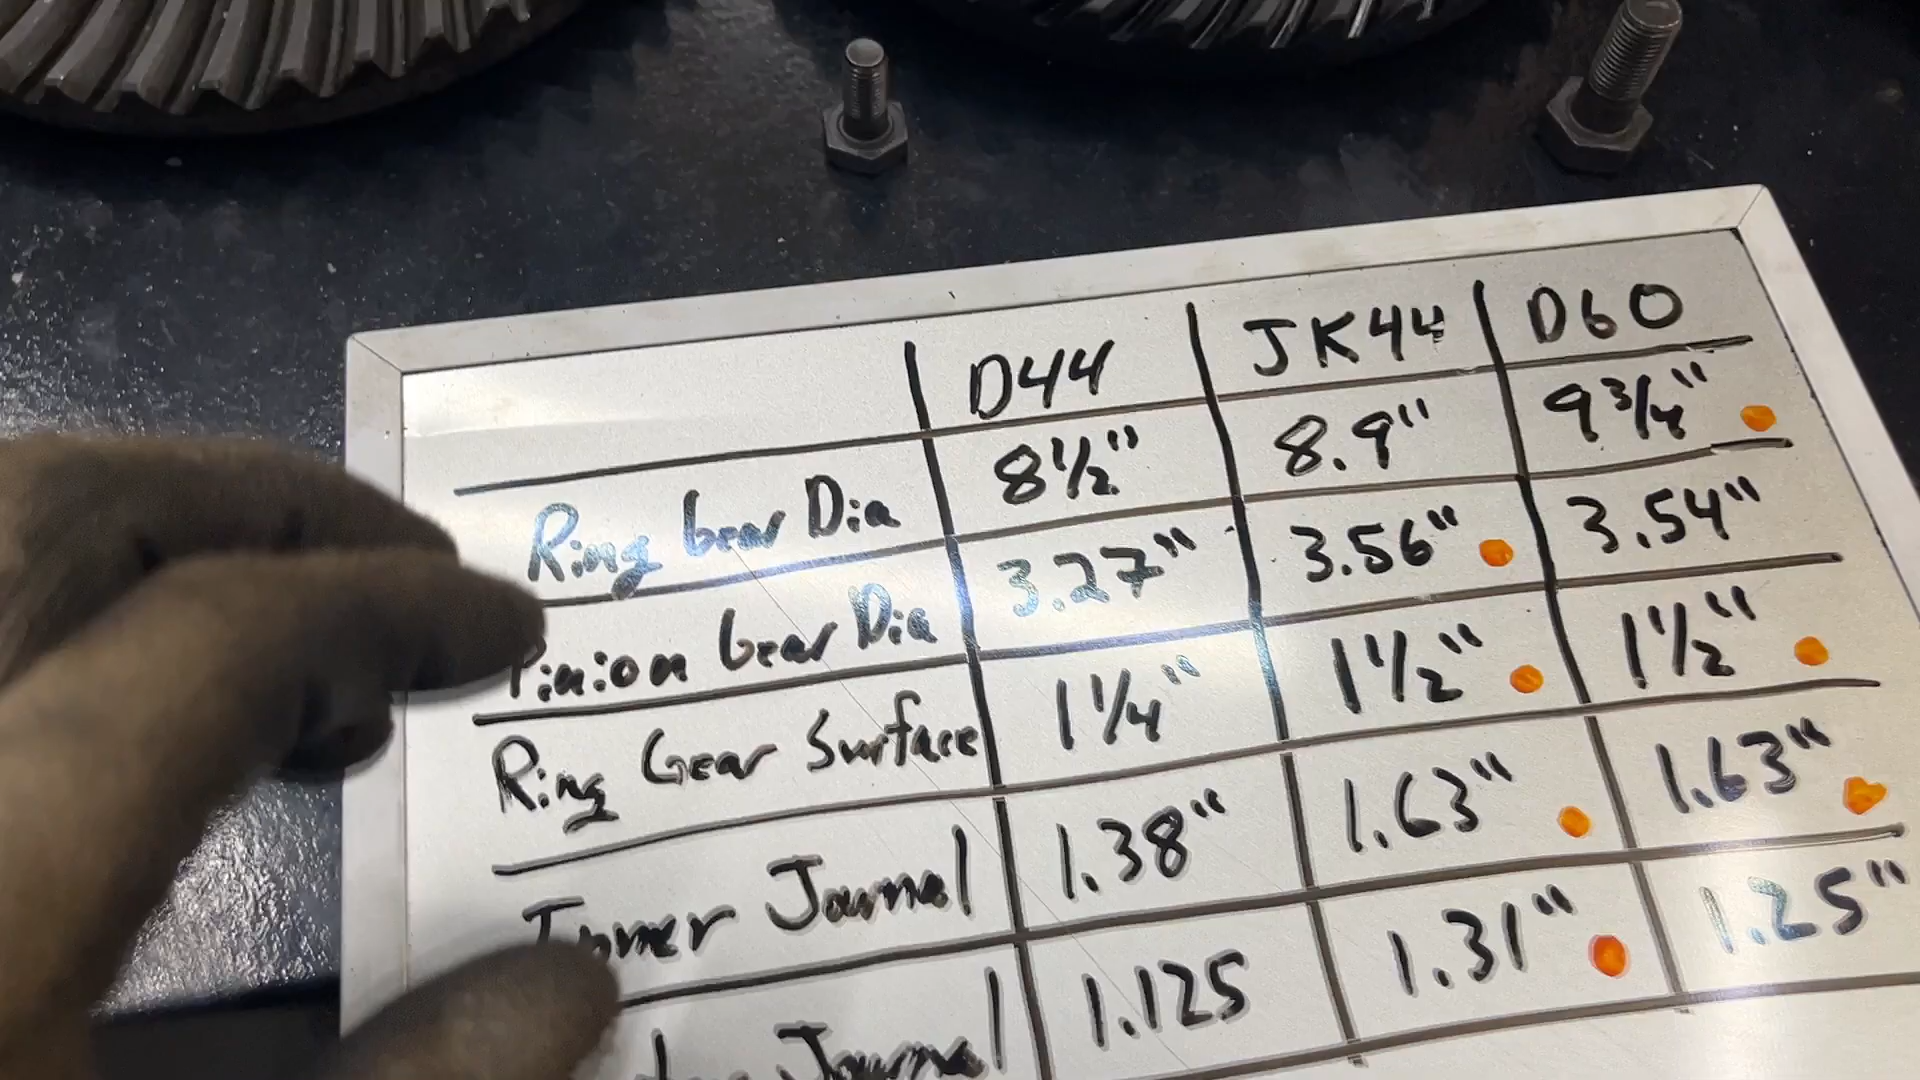 D44 JK44 D60
Ring Gear Dia 8½" 8.9" 9¾"
Pinion Gear Dia 3.27" 3.56" 3.54"
Ring Gear Surface 1¼" 1½" 1½"
Inner Journal 1.38" 1.63" 1.63"
Journal 1.125 1.31" 1.25"